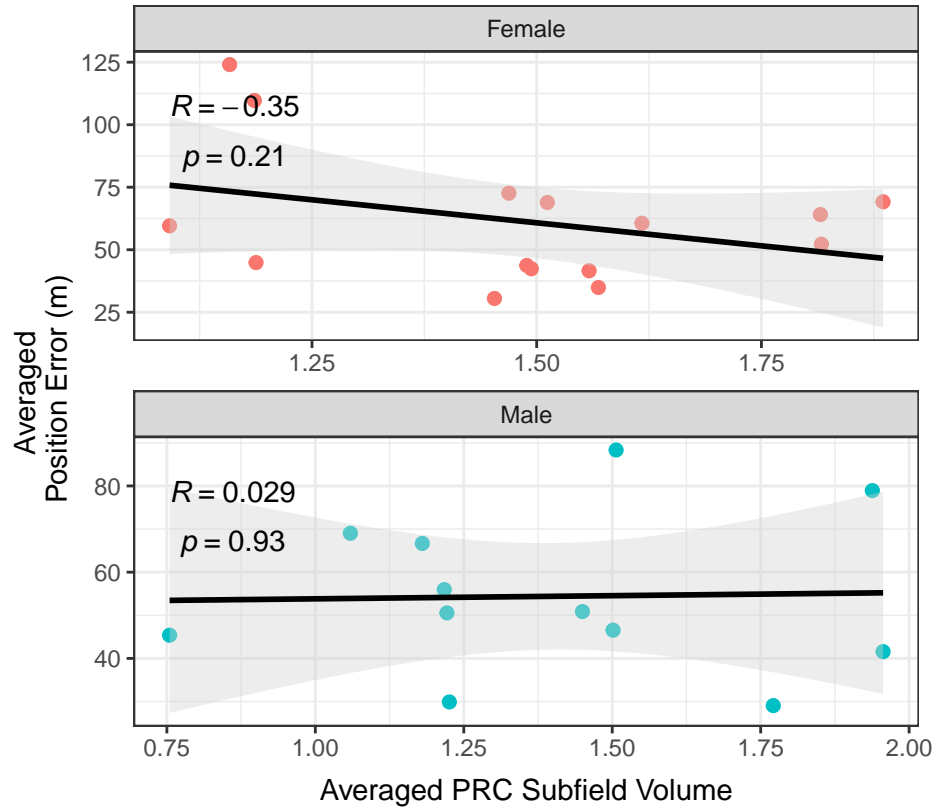 Female
125
100
75
50
25
R = −0.35
p = 0.21
1.25
1.50
1.75
Averaged
Position Error (m)
Male
80
60
40
R = 0.029
p = 0.93
0.75
1.00
1.25
1.50
1.75
2.00
Averaged PRC Subfield Volume